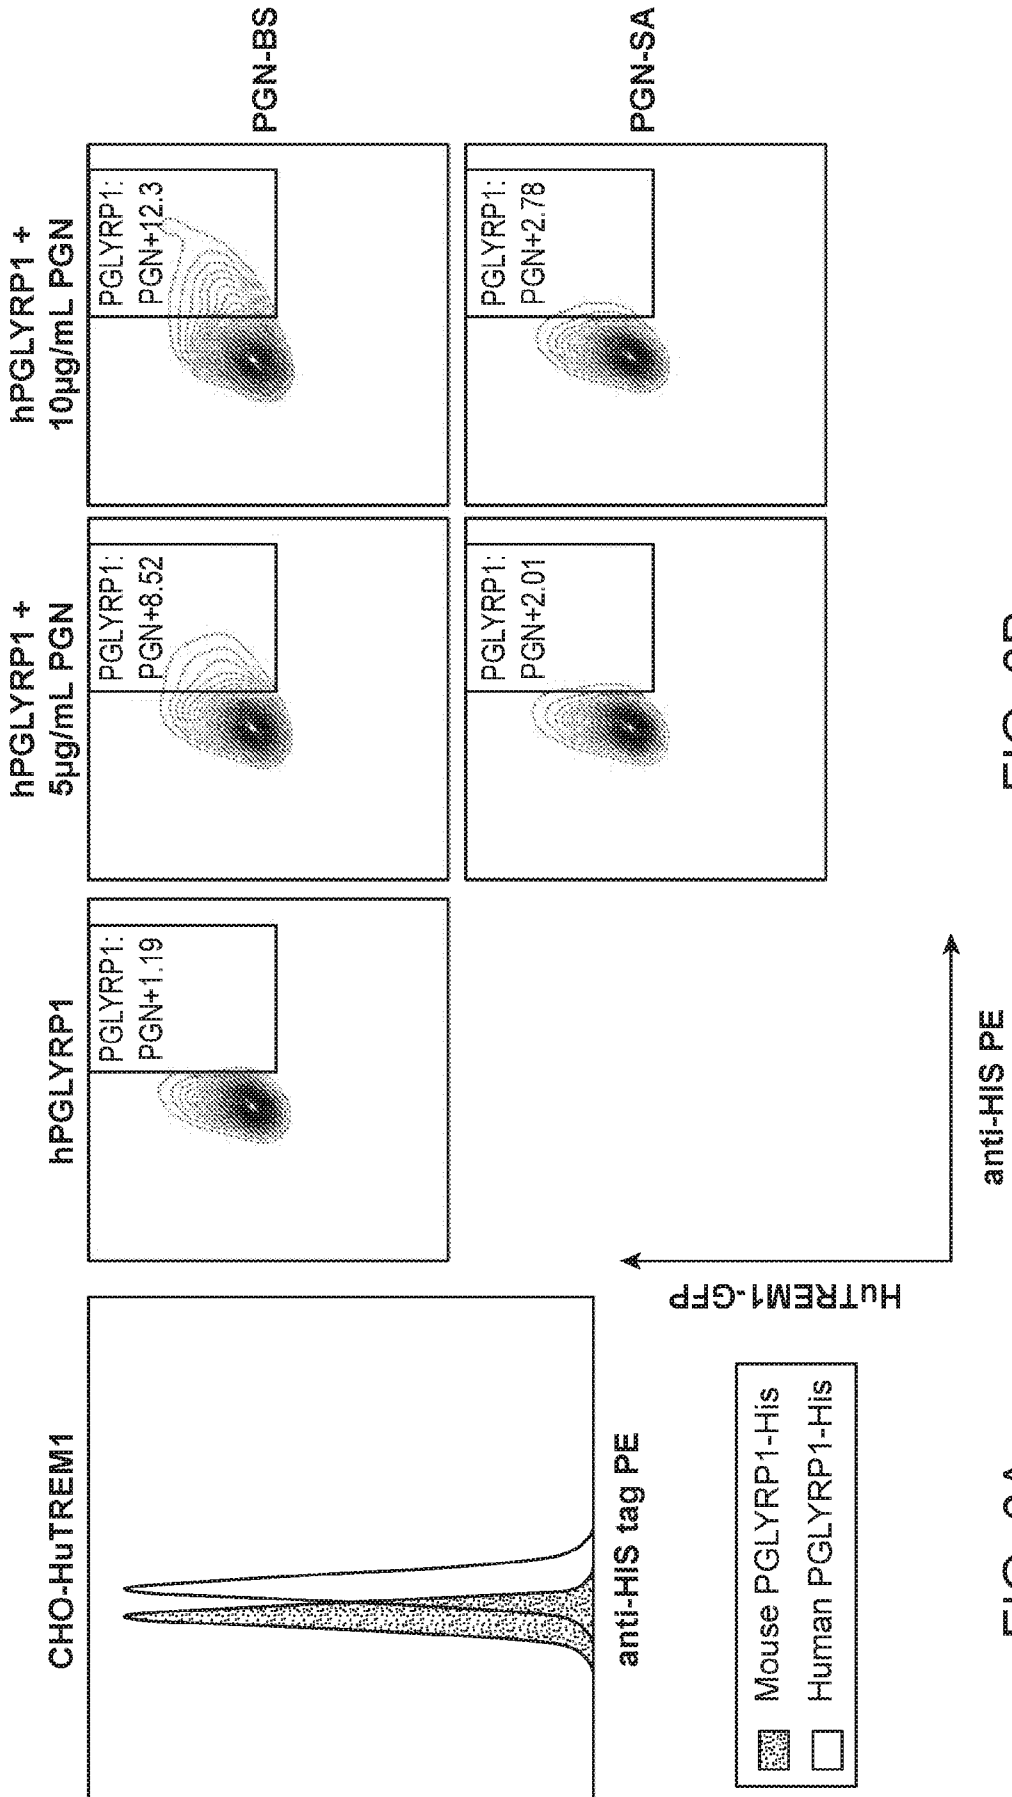 CHO-HuTREM1
anti-HIS tag PE
Mouse PGLYRP1-His
Human PGLYRP1-His
hPGLYRP1
PGLYRP1:
PGN+1.19
hPGLYRP1 +
5µg/mL PGN
PGLYRP1:
PGN+8.52
hPGLYRP1 +
10µg/mL PGN
PGLYRP1:
PGN+12.3
PGN-BS
PGLYRP1:
PGN+2.01
PGLYRP1:
PGN+2.78
PGN-SA
HuTREM1-GFP
anti-HIS PE